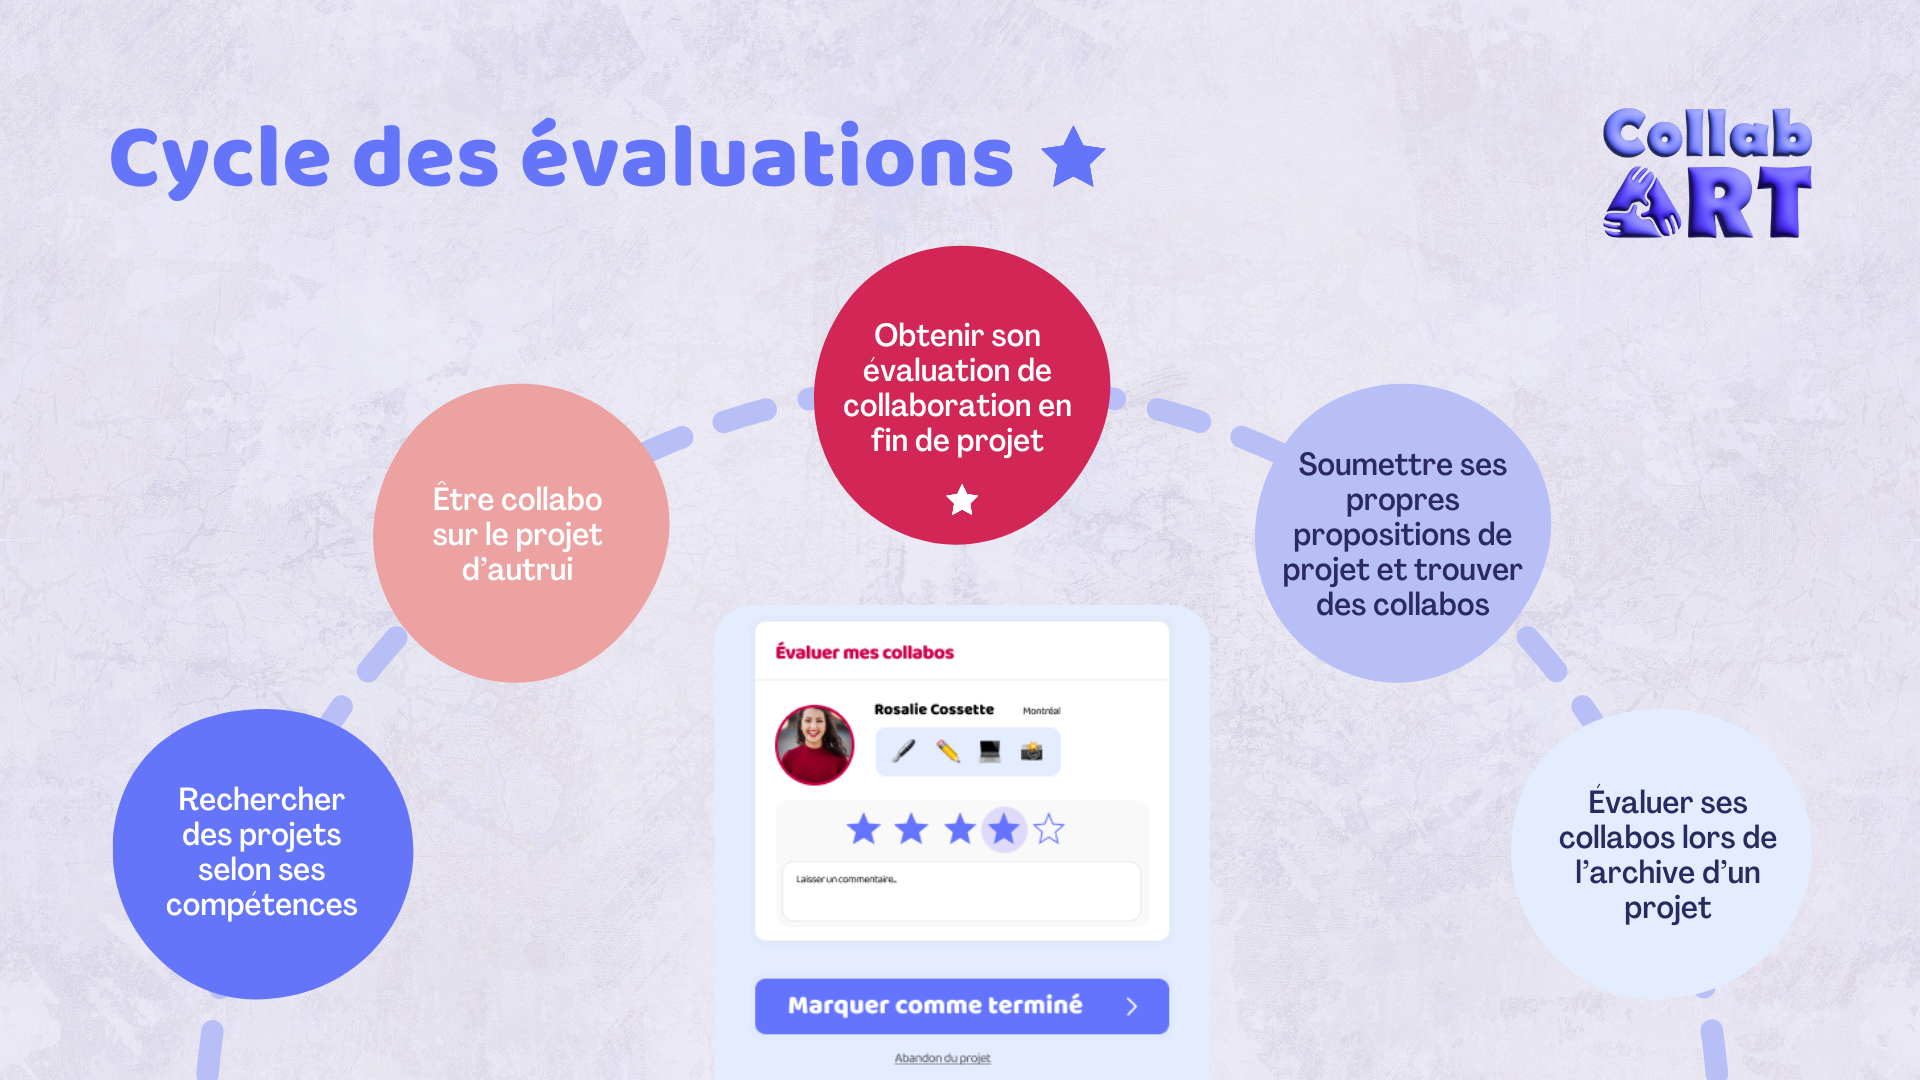 Cycle des évaluations
Collab
ART
Obtenir son
évaluation de
collaboration en
fin de projet
Être collabo
sur le projet
d’autrui
Soumettre ses
propres
propositions de
projet et trouver
des collabos
Rechercher
des projets
selon ses
compétences
Évaluer mes collabos
Rosalie Cossette
Montréal
Laisser un commentaire...
Marquer comme terminé
Abandon du projet
Évaluer ses
collabos lors de
l’archive d’un
projet